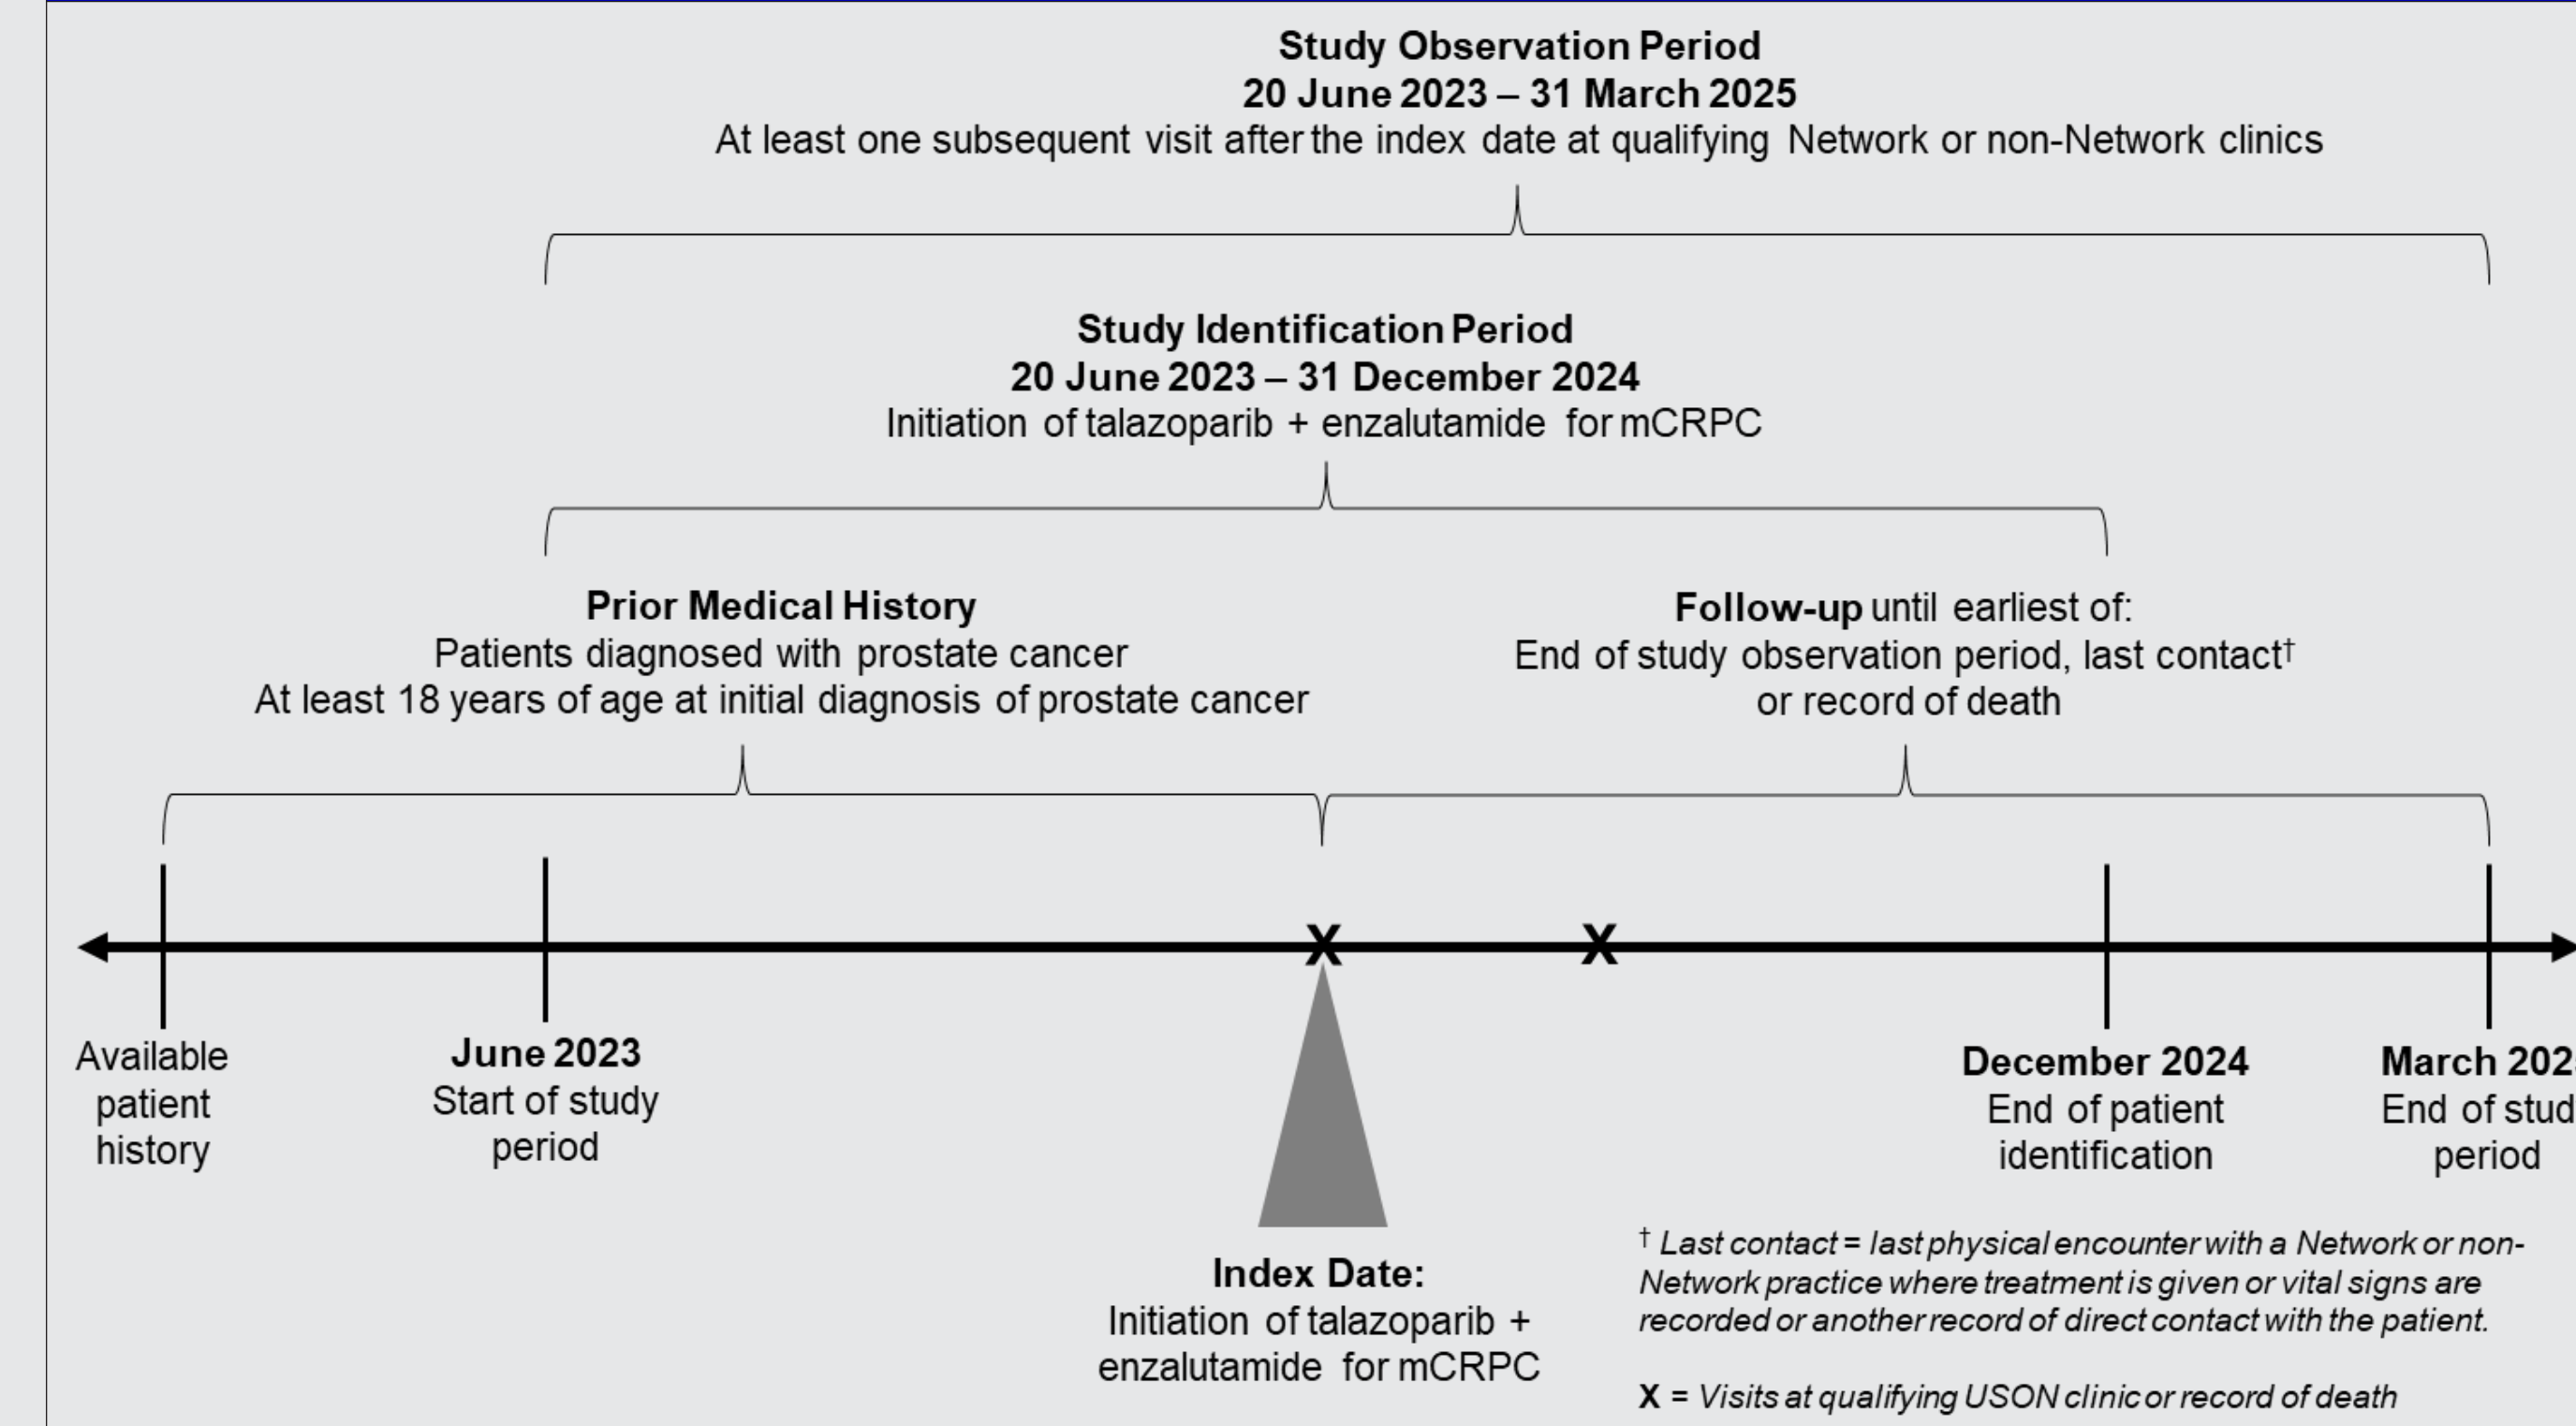 Study Observation Period
20 June 2023 – 31 March 2025
At least one subsequent visit after the index date at qualifying Network or non-Network clinics
Study Identification Period
20 June 2023 – 31 December 2024
Initiation of talazoparib + enzalutamide for mCRPC
Prior Medical History
Patients diagnosed with prostate cancer
At least 18 years of age at initial diagnosis of prostate cancer
Follow-up until earliest of:
End of study observation period, last contact†
or record of death
X
X
Available
patient
history
June 2023
Start of study
period
Index Date:
Initiation of talazoparib +
enzalutamide for mCRPC
December 2024
End of patient
identification
March 202
End of stud
period
† Last contact = last physical encounter with a Network or non-
Network practice where treatment is given or vital signs are
recorded or another record of direct contact with the patient.
X = Visits at qualifying USON clinic or record of death